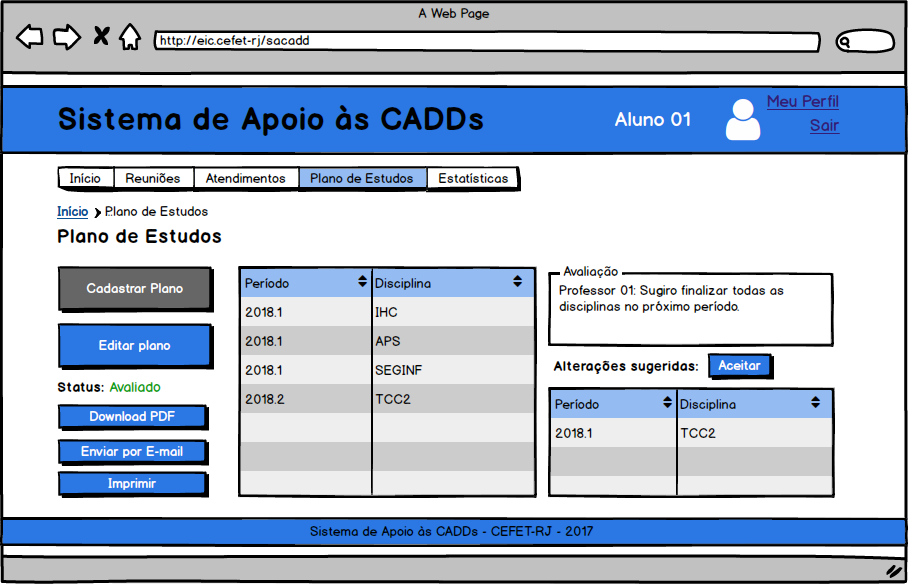 A Web Page
http://eic.cefet-rj/sacadd
Sistema de Apoio às CADDs
Aluno 01
Meu Perfil
Sair
Início Reuniões Atendimentos Plano de Estudos Estatísticas
Início Plano de Estudos
Plano de Estudos
Cadastrar Plano
Editar plano
Status: Avaliado
Download PDF
Enviar por E-mail
Imprimir
Período Disciplina
2018.1 IHC
2018.1 APS
2018.1 SEGINF
2018.2 TCC2
Avaliação
Professor 01: Sugiro finalizar todas as
disciplinas no próximo período.
Alterações sugeridas: Aceitar
Período Disciplina
2018.1 TCC2
Sistema de Apoio às CADDs - CEFET-RJ - 2017